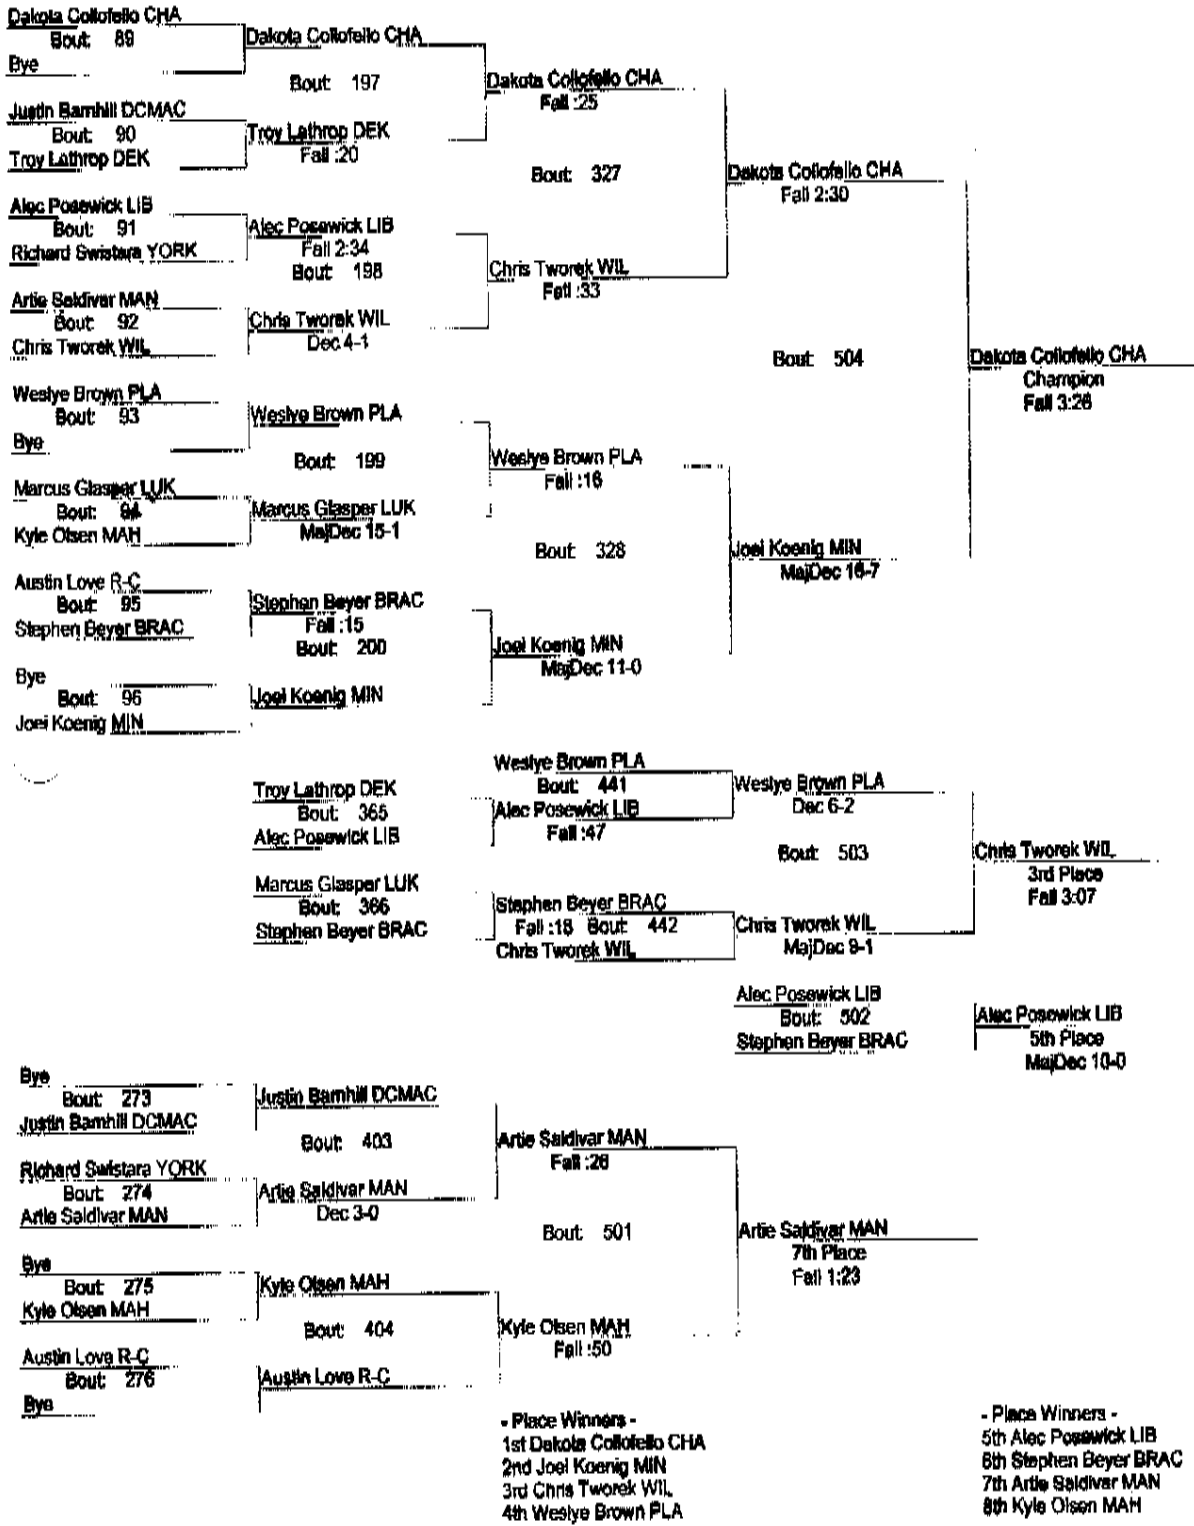 Dakota Collofello CHA
Bout: 89
Bye
Dakota Collofello CHA
Bout: 197
Justin Barnhill DCMAC
Bout: 90
Troy Lathrop DEK
Troy Lathrop DEK
Fall :20
Dakota Collofello CHA
Fall :25
Bout: 327
Alec Posewick LIB
Bout: 91
Richard Swistara YORK
Alec Posewick LIB
Fall 2:34
Bout: 198
Artie Saldivar MAN
Bout: 92
Chris Tworek WIL
Chris Tworek WIL
Dec 4-1
Chris Tworek WIL
Fall :33
Dakota Collofello CHA
Fall 2:30
Bout: 504
Dakota Collofello CHA
Champion
Fall 3:26
Weslye Brown PLA
Bout: 93
Bye
Weslye Brown PLA
Bout: 199
Marcus Glasper LUK
Bout: 94
Kyle Olsen MAH
Marcus Glasper LUK
MajDec 15-1
Weslye Brown PLA
Fall :16
Bout: 328
Austin Love R-C
Bout: 95
Stephen Beyer BRAC
Stephen Beyer BRAC
Fall :15
Bout: 200
Bye
Bout: 96
Joei Koenig MIN
Joei Koenig MIN
Joei Koenig MIN
MajDec 11-0
Joei Koenig MIN
MajDec 16-7
Troy Lathrop DEK
Bout: 365
Alec Posewick LIB
Weslye Brown PLA
Bout: 441
Alec Posewick LIB
Fall :47
Weslye Brown PLA
Dec 6-2
Bout: 503
Marcus Glasper LUK
Bout: 366
Stephen Beyer BRAC
Stephen Beyer BRAC
Fall :18 Bout: 442
Chris Tworek WIL
Chris Tworek WIL
MajDec 9-1
Chris Tworek WIL
3rd Place
Fall 3:07
Alec Posewick LIB
Bout: 502
Stephen Beyer BRAC
Alec Posewick LIB
5th Place
MajDec 10-0
Bye
Bout: 273
Justin Barnhill DCMAC
Justin Barnhill DCMAC
Bout: 403
Richard Swistara YORK
Bout: 274
Artie Saldivar MAN
Artie Saldivar MAN
Dec 3-0
Artie Saldivar MAN
Fall :26
Bout: 501
Bye
Bout: 275
Kyle Olsen MAH
Kyle Olsen MAH
Bout: 404
Austin Love R-C
Bout: 276
Bye
Austin Love R-C
Kyle Olsen MAH
Fall :50
Artie Saldivar MAN
7th Place
Fall 1:23
- Place Winners -
1st Dakota Collofello CHA
2nd Joei Koenig MIN
3rd Chris Tworek WIL
4th Weslye Brown PLA
- Place Winners -
5th Alec Posewick LIB
6th Stephen Beyer BRAC
7th Artie Saldivar MAN
8th Kyle Olsen MAH